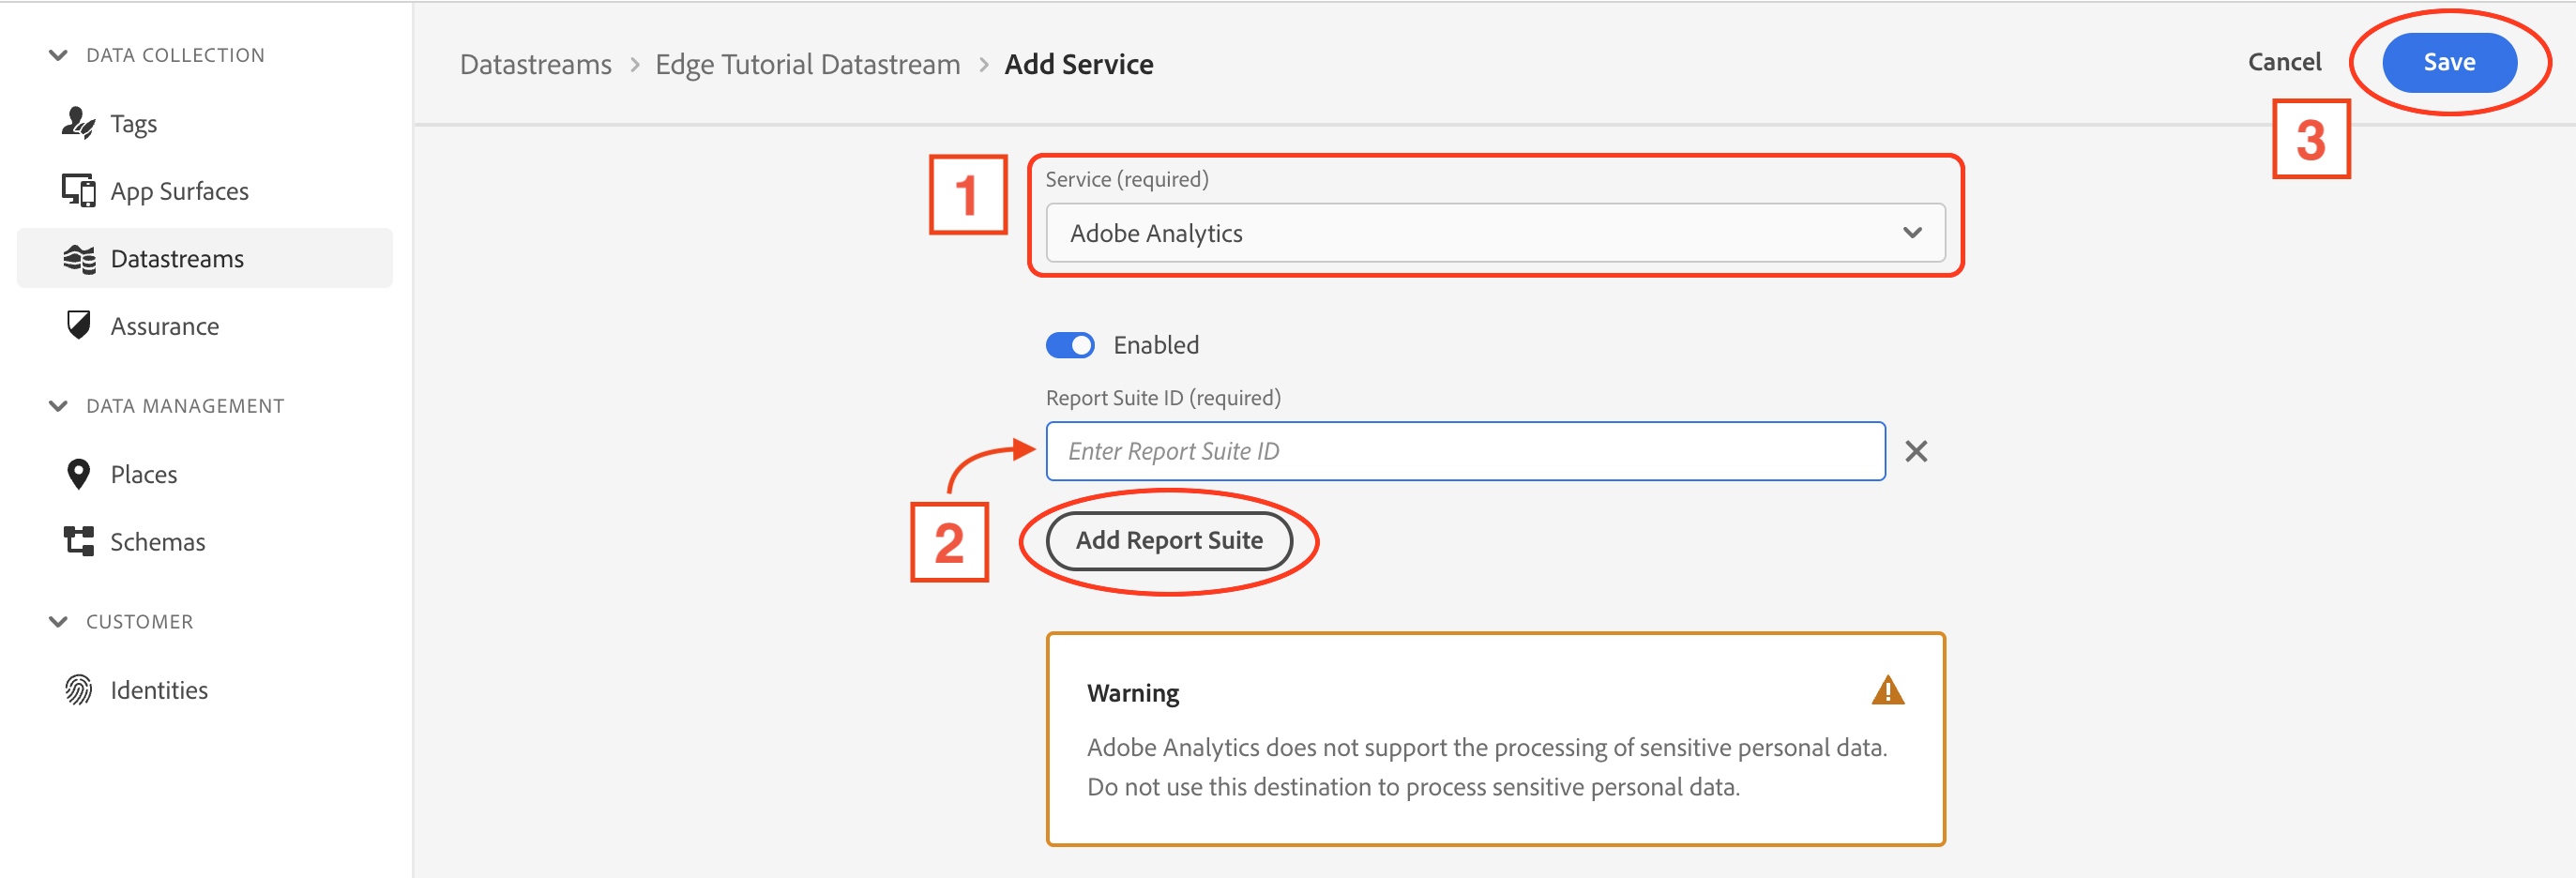 DATA COLLECTION
Tags
App Surfaces
Datastreams
Assurance
DATA MANAGEMENT
Places
Schemas
CUSTOMER
Identities
Datastreams > Edge Tutorial Datastream > Add Service
Cancel
Save
3
1
Service (required)
Adobe Analytics
Enabled
Report Suite ID (required)
Enter Report Suite ID
2
Add Report Suite
Warning
Adobe Analytics does not support the processing of sensitive personal data.
Do not use this destination to process sensitive personal data.